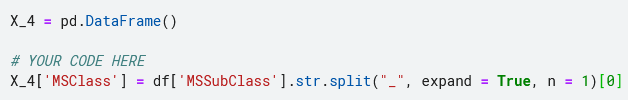 X_4 = pd.DataFrame()
# YOUR CODE HERE
X_4['MSClass'] = df['MSSubClass'].str.split("_", expand = True, n = 1)[0]